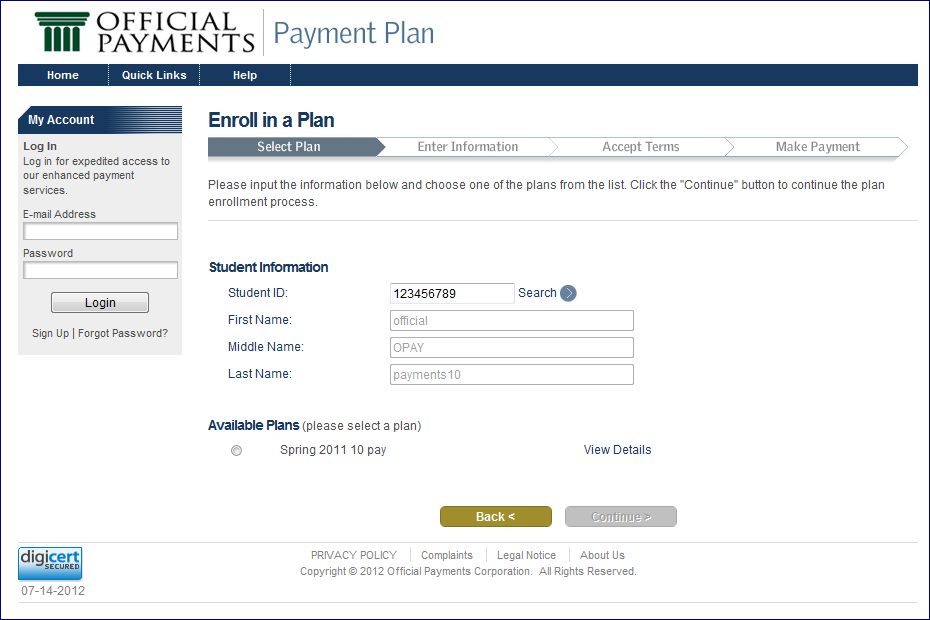 OFFICIAL
PAYMENTS
Payment Plan
Home Quick Links Help
My Account
Log In
Log in for expedited access to
our enhanced payment
services.
E-mail Address
Password
Login
Sign Up | Forgot Password?
Enroll in a Plan
Select Plan Enter Information Accept Terms Make Payment
Please input the information below and choose one of the plans from the list. Click the "Continue" button to continue the plan
enrollment process.
Student Information
Student ID: 123456789 Search
First Name: official
Middle Name: OPAY
Last Name: payments10
Available Plans (please select a plan)
Spring 2011 10 pay View Details
Back < Continue >
digicert
SECURED
07-14-2012
PRIVACY POLICY Complaints Legal Notice About Us
Copyright © 2012 Official Payments Corporation. All Rights Reserved.